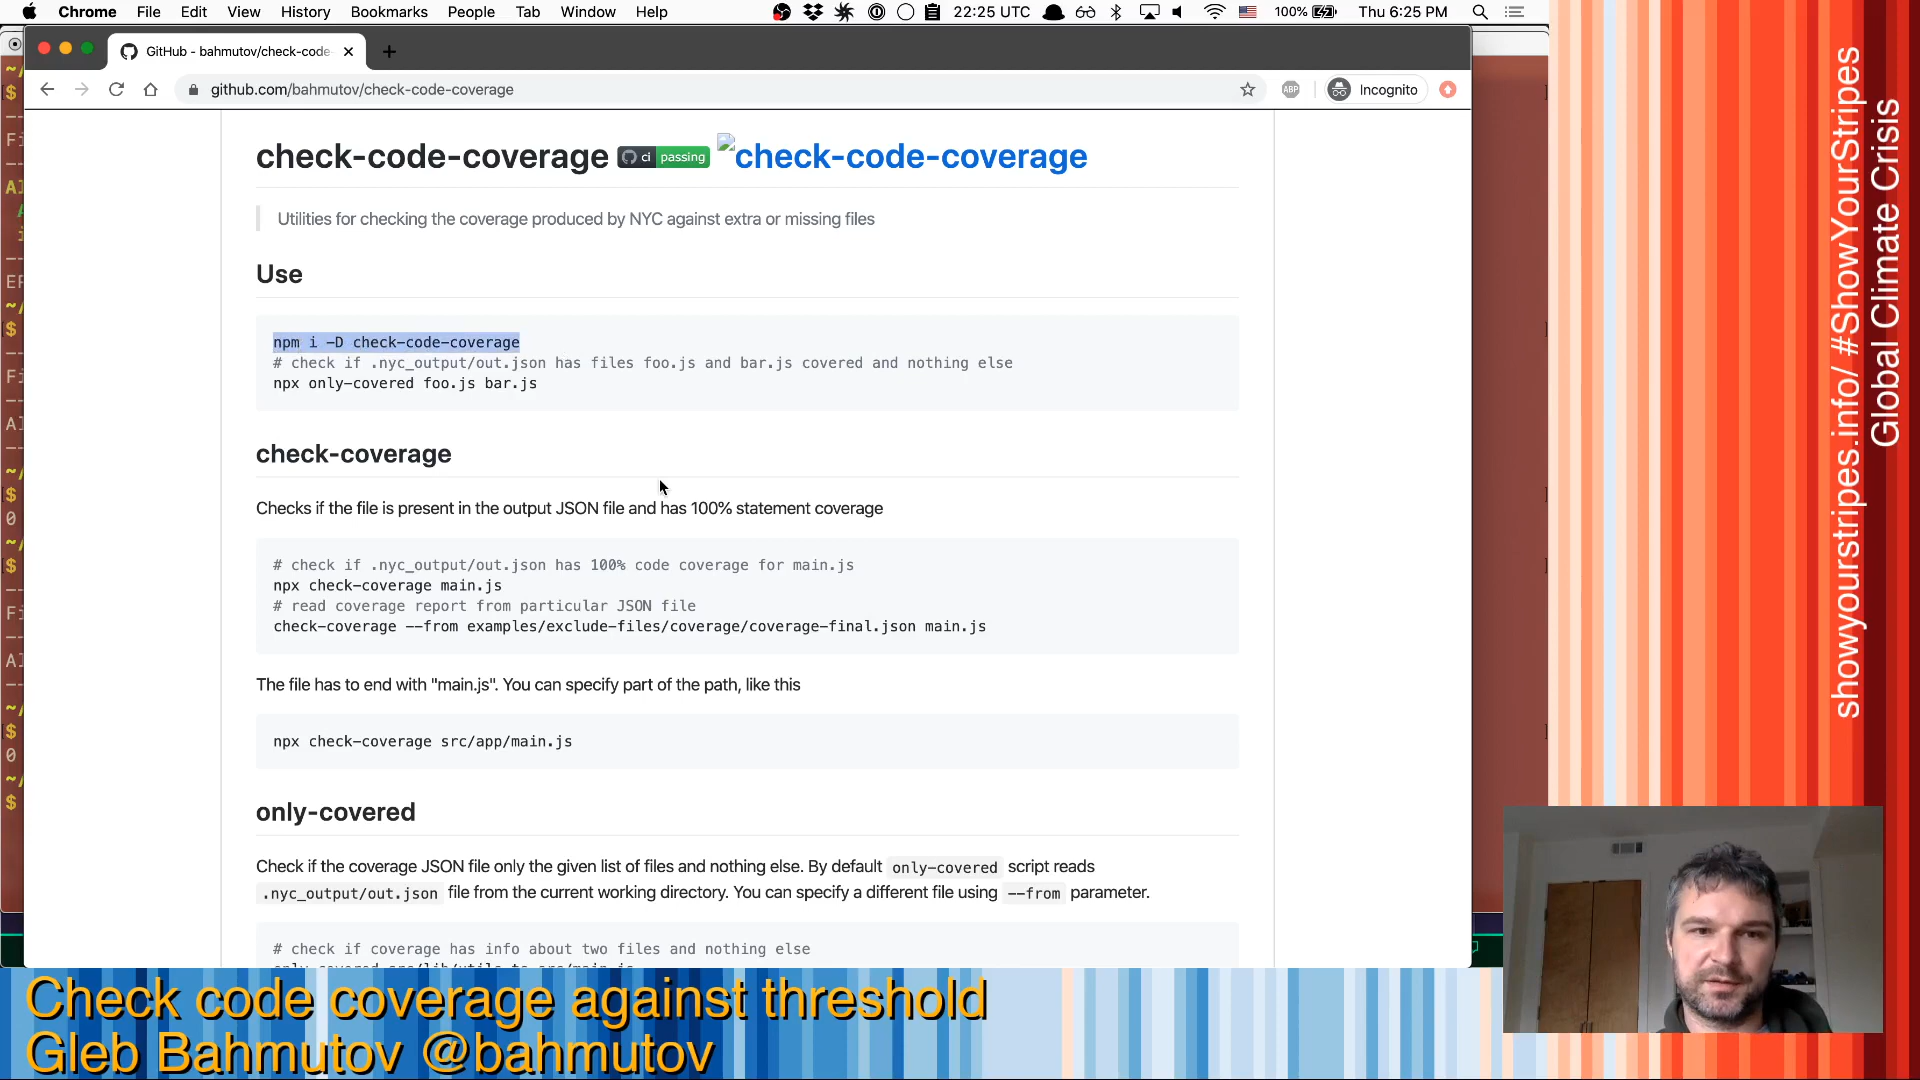 Chrome File Edit View History Bookmarks People Tab Window Help 22:25 UTC 100% Thu 6:25 PM
GitHub - bahmutov/check-code-
github.com/bahmutov/check-code-coverage
ABP
Incognito
check-code-coverage ci passing check-code-coverage
Utilities for checking the coverage produced by NYC against extra or missing files
Use
npm i -D check-code-coverage
# check if .nyc_output/out.json has files foo.js and bar.js covered and nothing else
npx only-covered foo.js bar.js
check-coverage
Checks if the file is present in the output JSON file and has 100% statement coverage
# check if .nyc_output/out.json has 100% code coverage for main.js
npx check-coverage main.js
# read coverage report from particular JSON file
check-coverage --from examples/exclude-files/coverage/coverage-final.json main.js
The file has to end with "main.js". You can specify part of the path, like this
npx check-coverage src/app/main.js
only-covered
Check if the coverage JSON file only the given list of files and nothing else. By default only-covered script reads
.nyc_output/out.json file from the current working directory. You can specify a different file using --from parameter.
# check if coverage has info about two files and nothing else
showyourstripes.info/ #ShowYourStripes
Global Climate Crisis
Check code coverage against threshold
Gleb Bahmutov @bahmutov